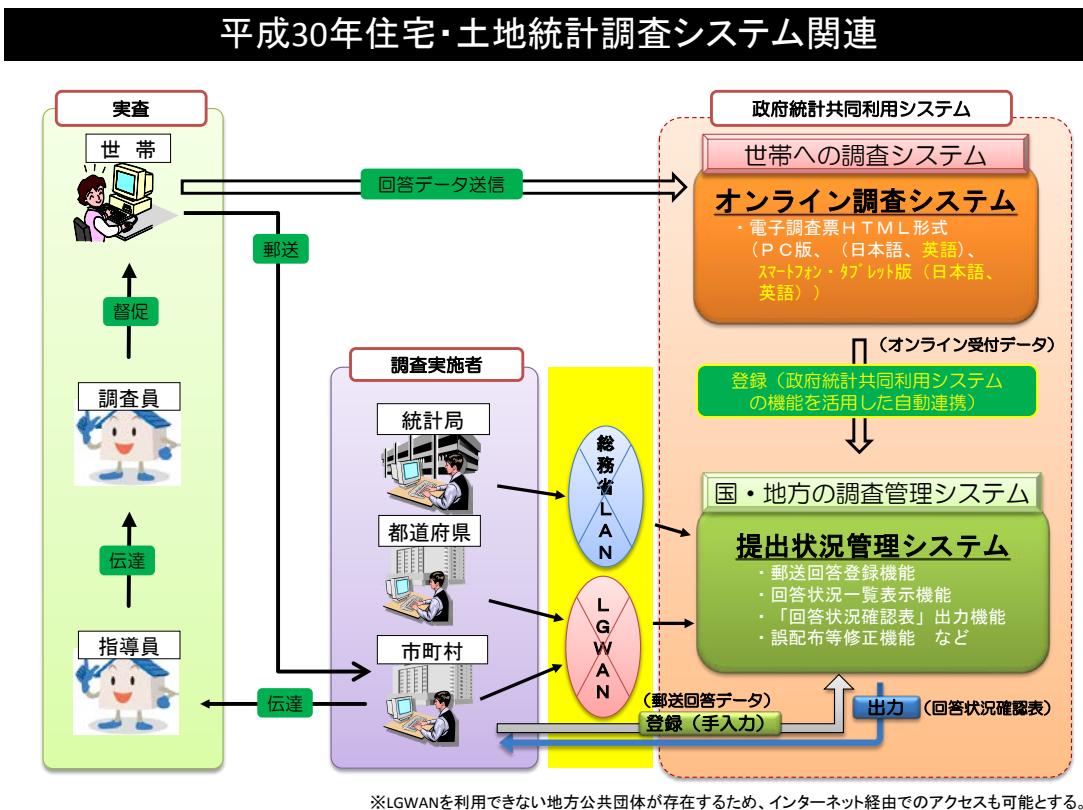 平成30年住宅・土地統計調査システム関連
実査
世　帯
督促
調査員
伝達
指導員
回答データ送信
郵送
伝達
調査実施者
統計局
都道府県
市町村
総務省LAN
LGWAN
政府統計共同利用システム
世帯への調査システム
オンライン調査システム
・電子調査票ＨＴＭＬ形式
（ＰＣ版、（日本語、英語）、
ｽﾏｰﾄﾌｫﾝ・ﾀﾌﾞﾚｯﾄ版（日本語、
英語））
（オンライン受付データ）
登録（政府統計共同利用システム
の機能を活用した自動連携）
国・地方の調査管理システム
提出状況管理システム
・郵送回答登録機能
・回答状況一覧表示機能
・「回答状況確認表」出力機能
・誤配布等修正機能　など
（郵送回答データ）
登録（手入力）
出力
（回答状況確認表）
※LGWANを利用できない地方公共団体が存在するため、インターネット経由でのアクセスも可能とする。